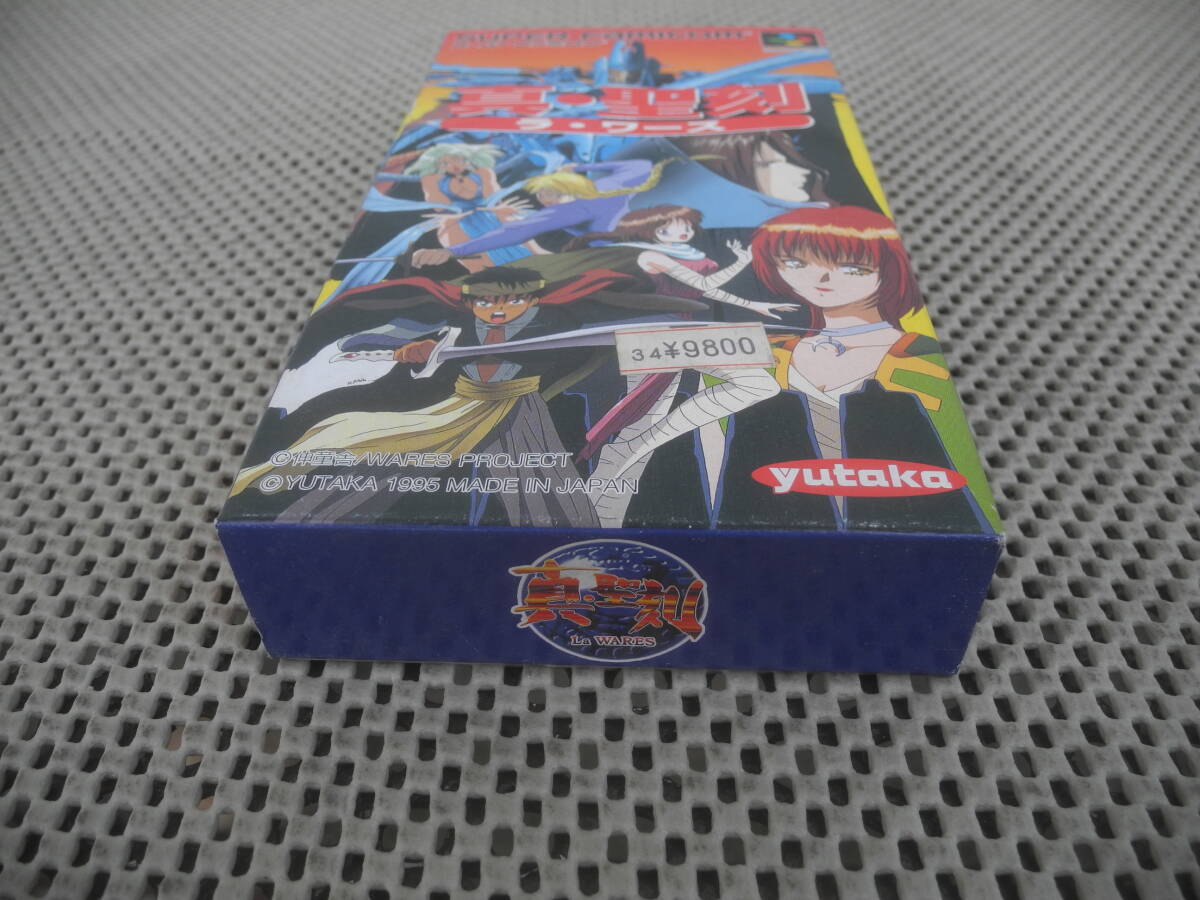 SUPER FAMICOM
真・聖刻
ラ・ワース
34¥9800
©伸童舎/WARES PROJECT
©YUTAKA 1995 MADE IN JAPAN
yutaka
真・聖刻
La WARES